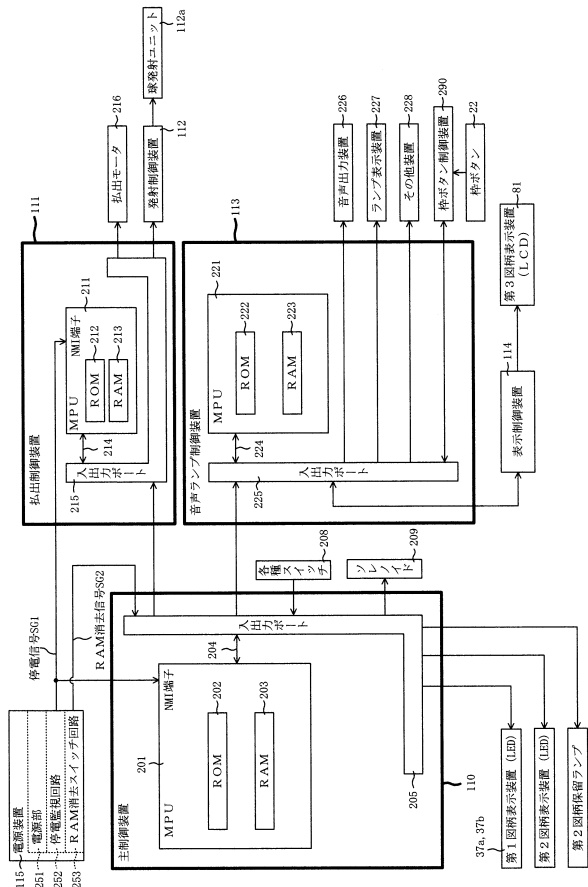 115
電源装置
251
電源部
252
停電監視回路
253
RAM消去スイッチ回路
停電信号SG1
RAM消去信号SG2
主制御装置
110
201
MPU
NMI端子
ROM
202
RAM
203
204
入出力ポート
205
各種スイッチ
208
ソレノイド
209
37a, 37b
第1図柄表示装置(LED)
第2図柄表示装置(LED)
第2図柄保留ランプ
払出制御装置
111
211
MPU
NMI端子
ROM
212
RAM
213
214
入出力ポート
215
払出モータ
216
発射制御装置
112
球発射ユニット
112a
音声ランプ制御装置
113
221
MPU
ROM
222
RAM
223
224
入出力ポート
225
音声出力装置
226
ランプ表示装置
227
その他装置
228
枠ボタン制御装置
290
枠ボタン
22
表示制御装置
114
第3図柄表示装置
(LCD)
81